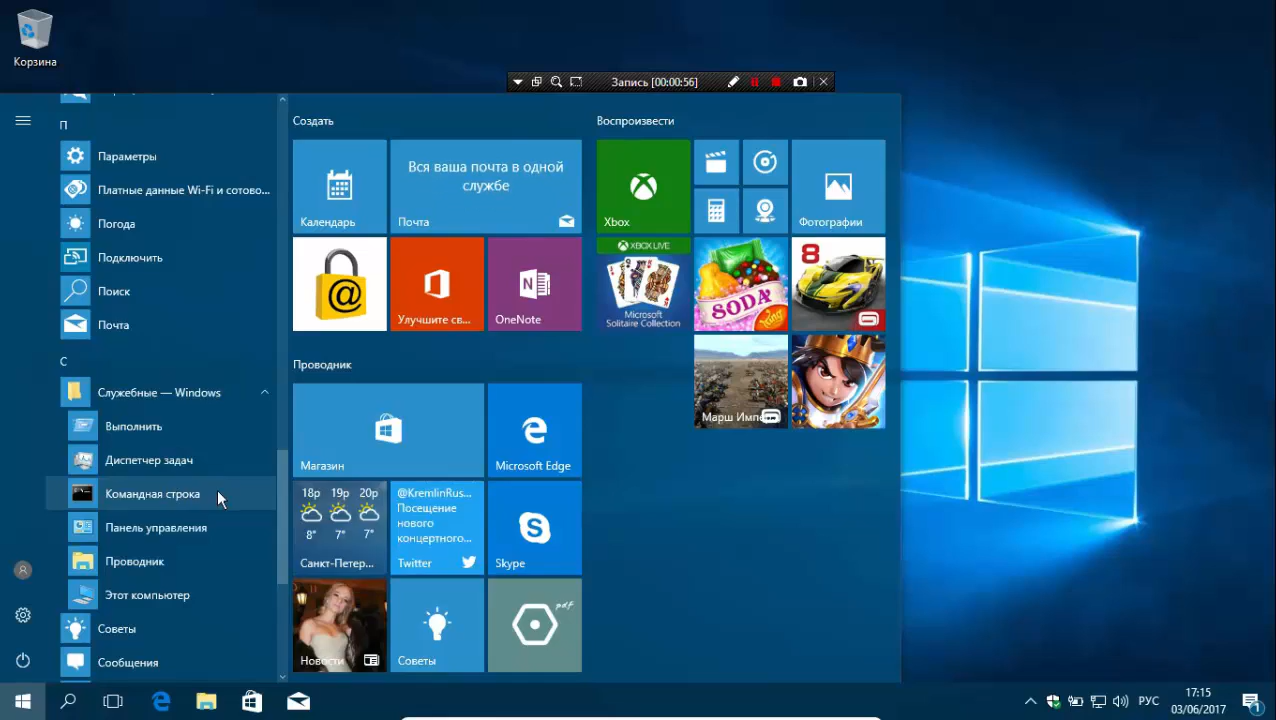 Корзина
Запись [00:00:56]
П
Параметры
Платные данные Wi-Fi и сотово...
Погода
Подключить
Поиск
Почта
С
Служебные — Windows
Выполнить
Диспетчер задач
Командная строка
Панель управления
Проводник
Этот компьютер
Советы
Сообщения
Создать
Календарь
Вся ваша почта в одной
службе
Почта
@
Улучшите св...
N
OneNote
Проводник
Магазин
Microsoft Edge
18р 19р 20р
8° 7° 7°
Санкт-Петер...
@KremlinRus...
Посещение
нового
концертного...
Twitter
Skype
Новости
Советы
pdf
Воспроизвести
Xbox
Фотографии
XBOX LIVE
Microsoft
Solitaire Collection
SODA
King
8
Марш Импе
РУС
17:15
03/06/2017
1